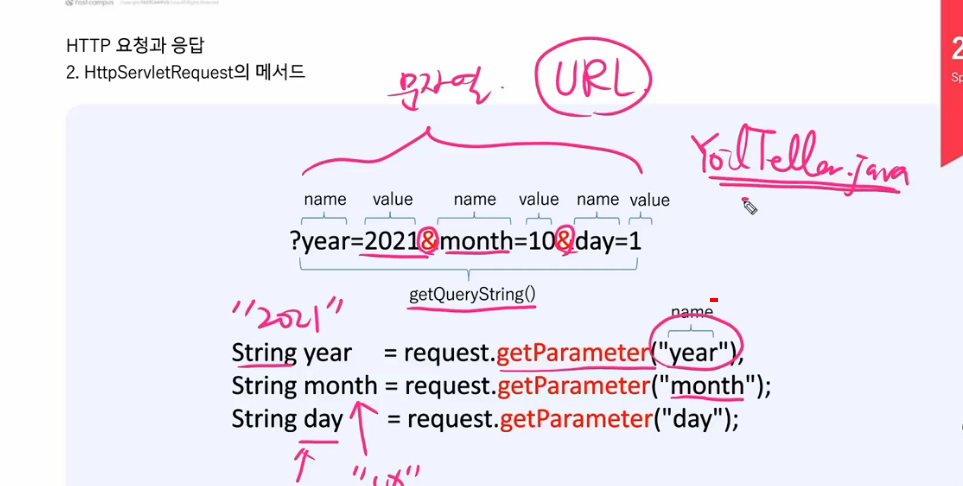 fastcampus
HTTP 요청과 응답
2. HttpServletRequest의 메서드
문자열. URL
YoilTeller.java
name value name value name value
?year=2021&month=10&day=1
getQueryString()
"2021"
name
String year = request.getParameter("year");
String month = request.getParameter("month");
String day = request.getParameter("day");
2
Sp